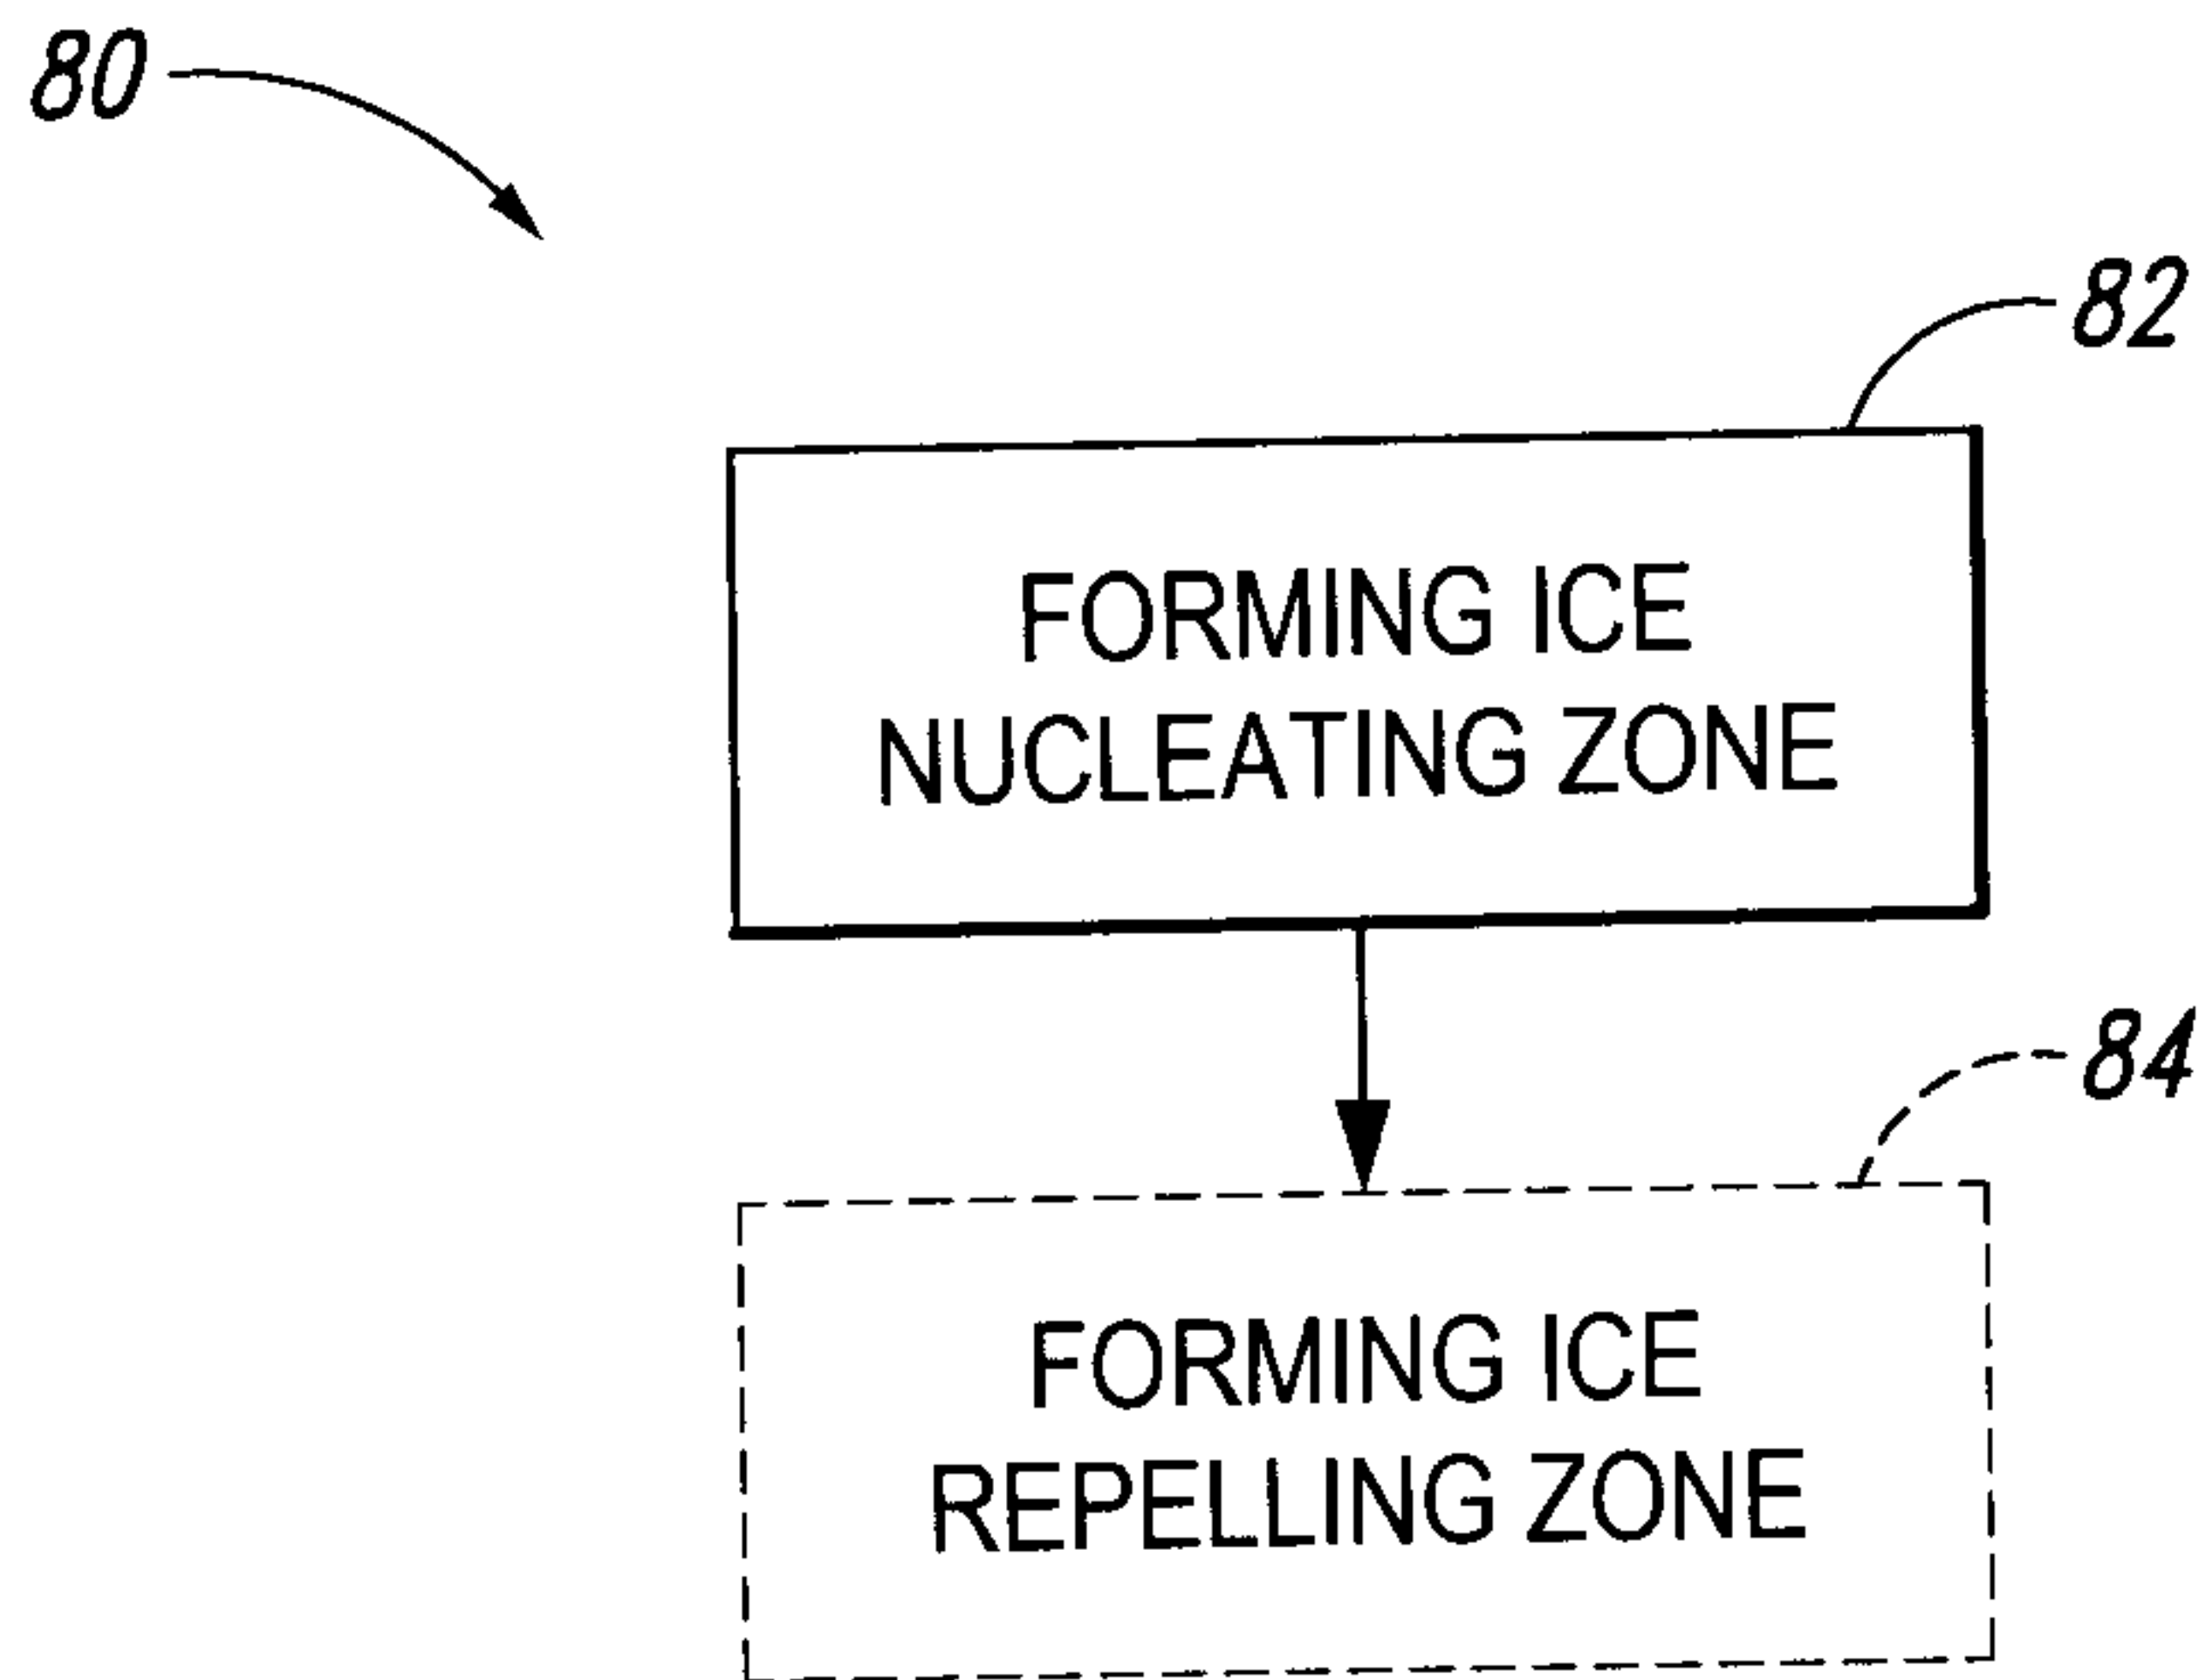 80
82
FORMING ICE
NUCLEATING ZONE
84
FORMING ICE
REPELLING ZONE